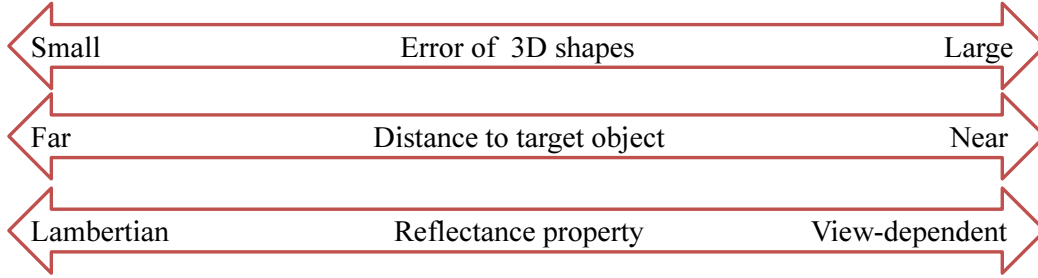 Small Error of 3D shapes Large
Far Distance to target object Near
Lambertian Reflectance property View-dependent